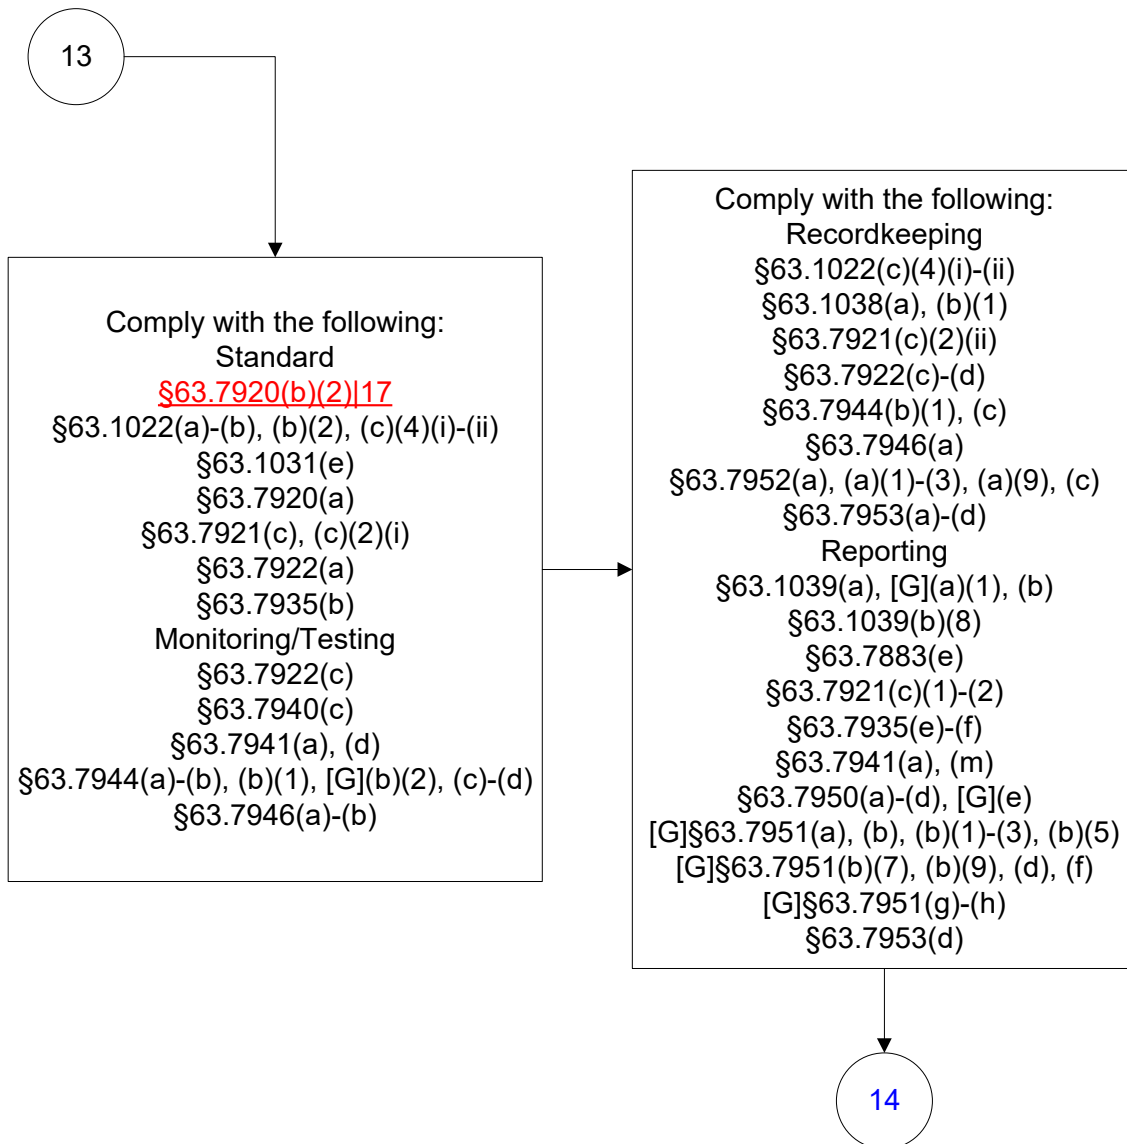 13
Comply with the following:
Standard
§63.7920(b)(2)|17
§63.1022(a)-(b), (b)(2), (c)(4)(i)-(ii)
§63.1031(e)
§63.7920(a)
§63.7921(c), (c)(2)(i)
§63.7922(a)
§63.7935(b)
Monitoring/Testing
§63.7922(c)
§63.7940(c)
§63.7941(a), (d)
§63.7944(a)-(b), (b)(1), [G](b)(2), (c)-(d)
§63.7946(a)-(b)
Comply with the following:
Recordkeeping
§63.1022(c)(4)(i)-(ii)
§63.1038(a), (b)(1)
§63.7921(c)(2)(ii)
§63.7922(c)-(d)
§63.7944(b)(1), (c)
§63.7946(a)
§63.7952(a), (a)(1)-(3), (a)(9), (c)
§63.7953(a)-(d)
Reporting
§63.1039(a), [G](a)(1), (b)
§63.1039(b)(8)
§63.7883(e)
§63.7921(c)(1)-(2)
§63.7935(e)-(f)
§63.7941(a), (m)
§63.7950(a)-(d), [G](e)
[G]§63.7951(a), (b), (b)(1)-(3), (b)(5)
[G]§63.7951(b)(7), (b)(9), (d), (f)
[G]§63.7951(g)-(h)
§63.7953(d)
14